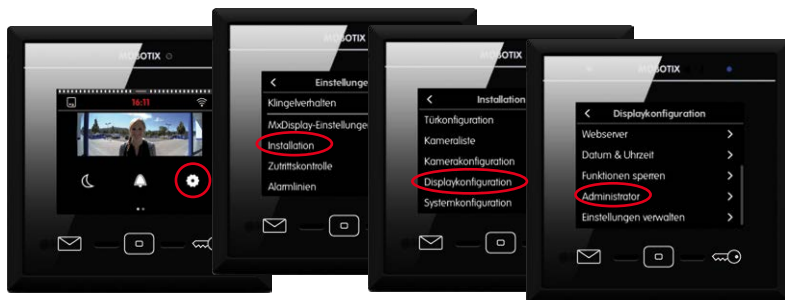 MOBOTIX
16:11
MOBOTIX
Einstellunge
Klingelverhalten
MxDisplay-Einstellunge
Installation
Zutrittskontrolle
Alarmlinien
MOBOTIX
Installation
Türkonfiguration
Kameraliste
Kamerakonfiguration
Displaykonfiguration
Systemkonfiguration
MOBOTIX
Displaykonfiguration
Webserver
Datum & Uhrzeit
Funktionen sperren
Administrator
Einstellungen verwalten